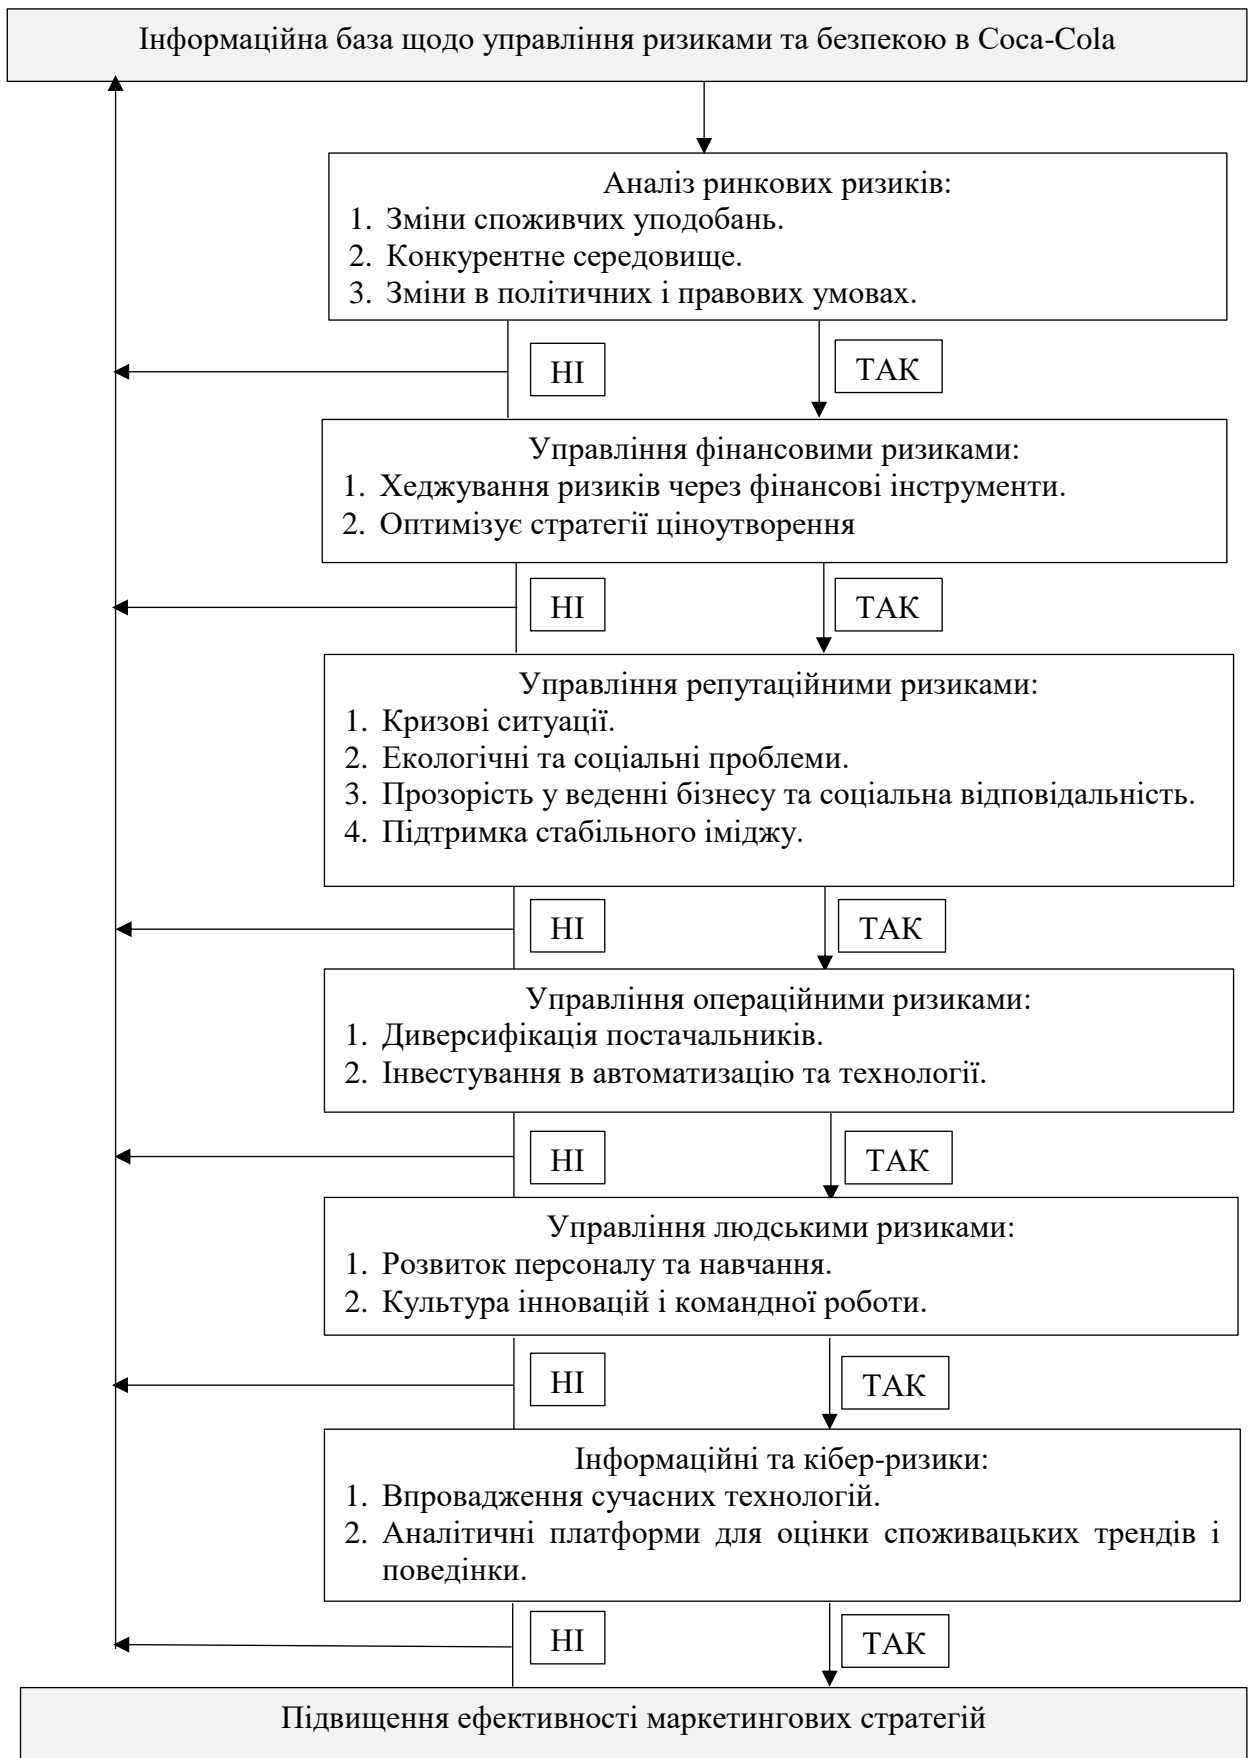 Інформаційна база щодо управління ризиками та безпекою в Coca-Cola
Аналіз ринкових ризиків:
1. Зміни споживчих уподобань.
2. Конкурентне середовище.
3. Зміни в політичних і правових умовах.
НІ
ТАК
Управління фінансовими ризиками:
1. Хеджування ризиків через фінансові інструменти.
2. Оптимізує стратегії ціноутворення
НІ
ТАК
Управління репутаційними ризиками:
1. Кризові ситуації.
2. Екологічні та соціальні проблеми.
3. Прозорість у веденні бізнесу та соціальна відповідальність.
4. Підтримка стабільного іміджу.
НІ
ТАК
Управління операційними ризиками:
1. Диверсифікація постачальників.
2. Інвестування в автоматизацію та технології.
НІ
ТАК
Управління людськими ризиками:
1. Розвиток персоналу та навчання.
2. Культура інновацій і командної роботи.
НІ
ТАК
Інформаційні та кібер-ризики:
1. Впровадження сучасних технологій.
2. Аналітичні платформи для оцінки споживацьких трендів і
поведінки.
НІ
ТАК
Підвищення ефективності маркетингових стратегій